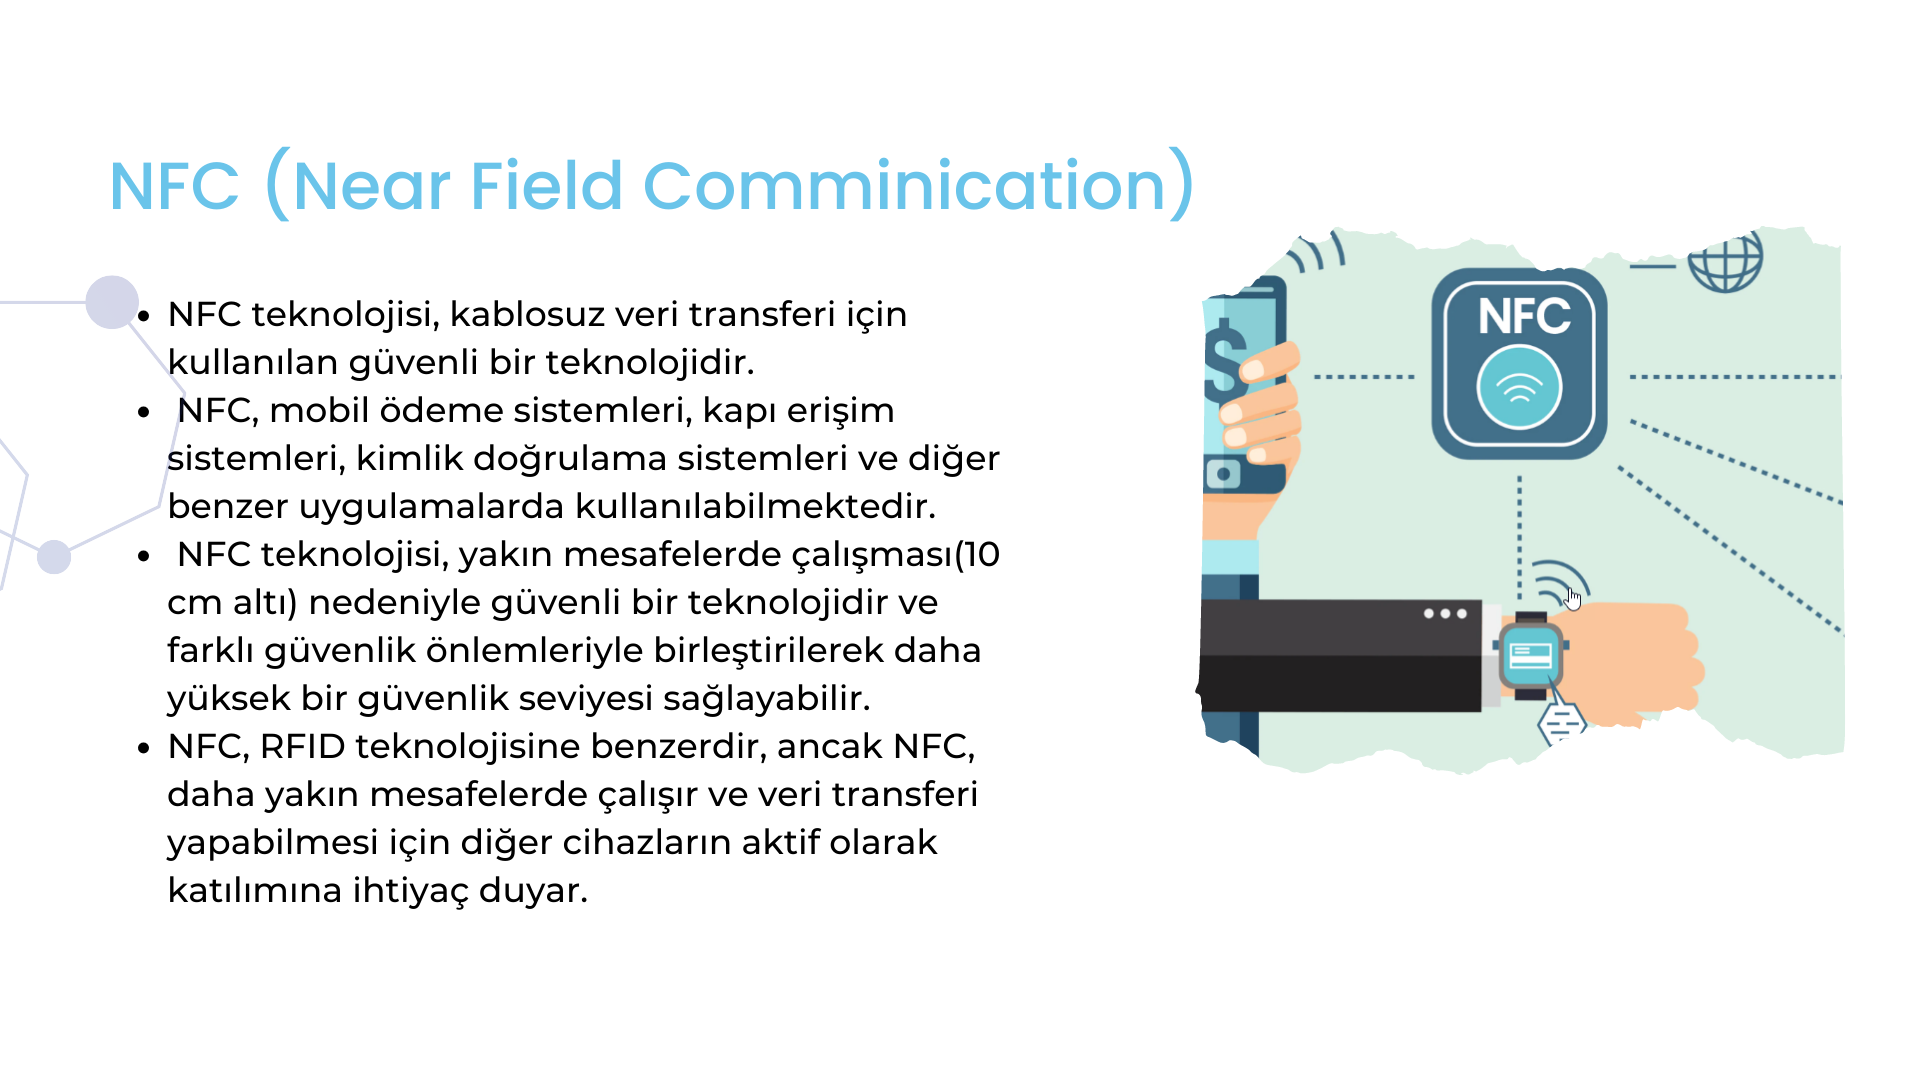 NFC (Near Field Comminication)
• NFC teknolojisi, kablosuz veri transferi için
kullanılan güvenli bir teknolojidir.
• NFC, mobil ödeme sistemleri, kapı erişim
sistemleri, kimlik doğrulama sistemleri ve diğer
benzer uygulamalarda kullanılabilmektedir.
• NFC teknolojisi, yakın mesafelerde çalışması(10
cm altı) nedeniyle güvenli bir teknolojidir ve
farklı güvenlik önlemleriyle birleştirilerek daha
yüksek bir güvenlik seviyesi sağlayabilir.
• NFC, RFID teknolojisine benzerdir, ancak NFC,
daha yakın mesafelerde çalışır ve veri transferi
yapabilmesi için diğer cihazların aktif olarak
katılımına ihtiyaç duyar.
NFC
$